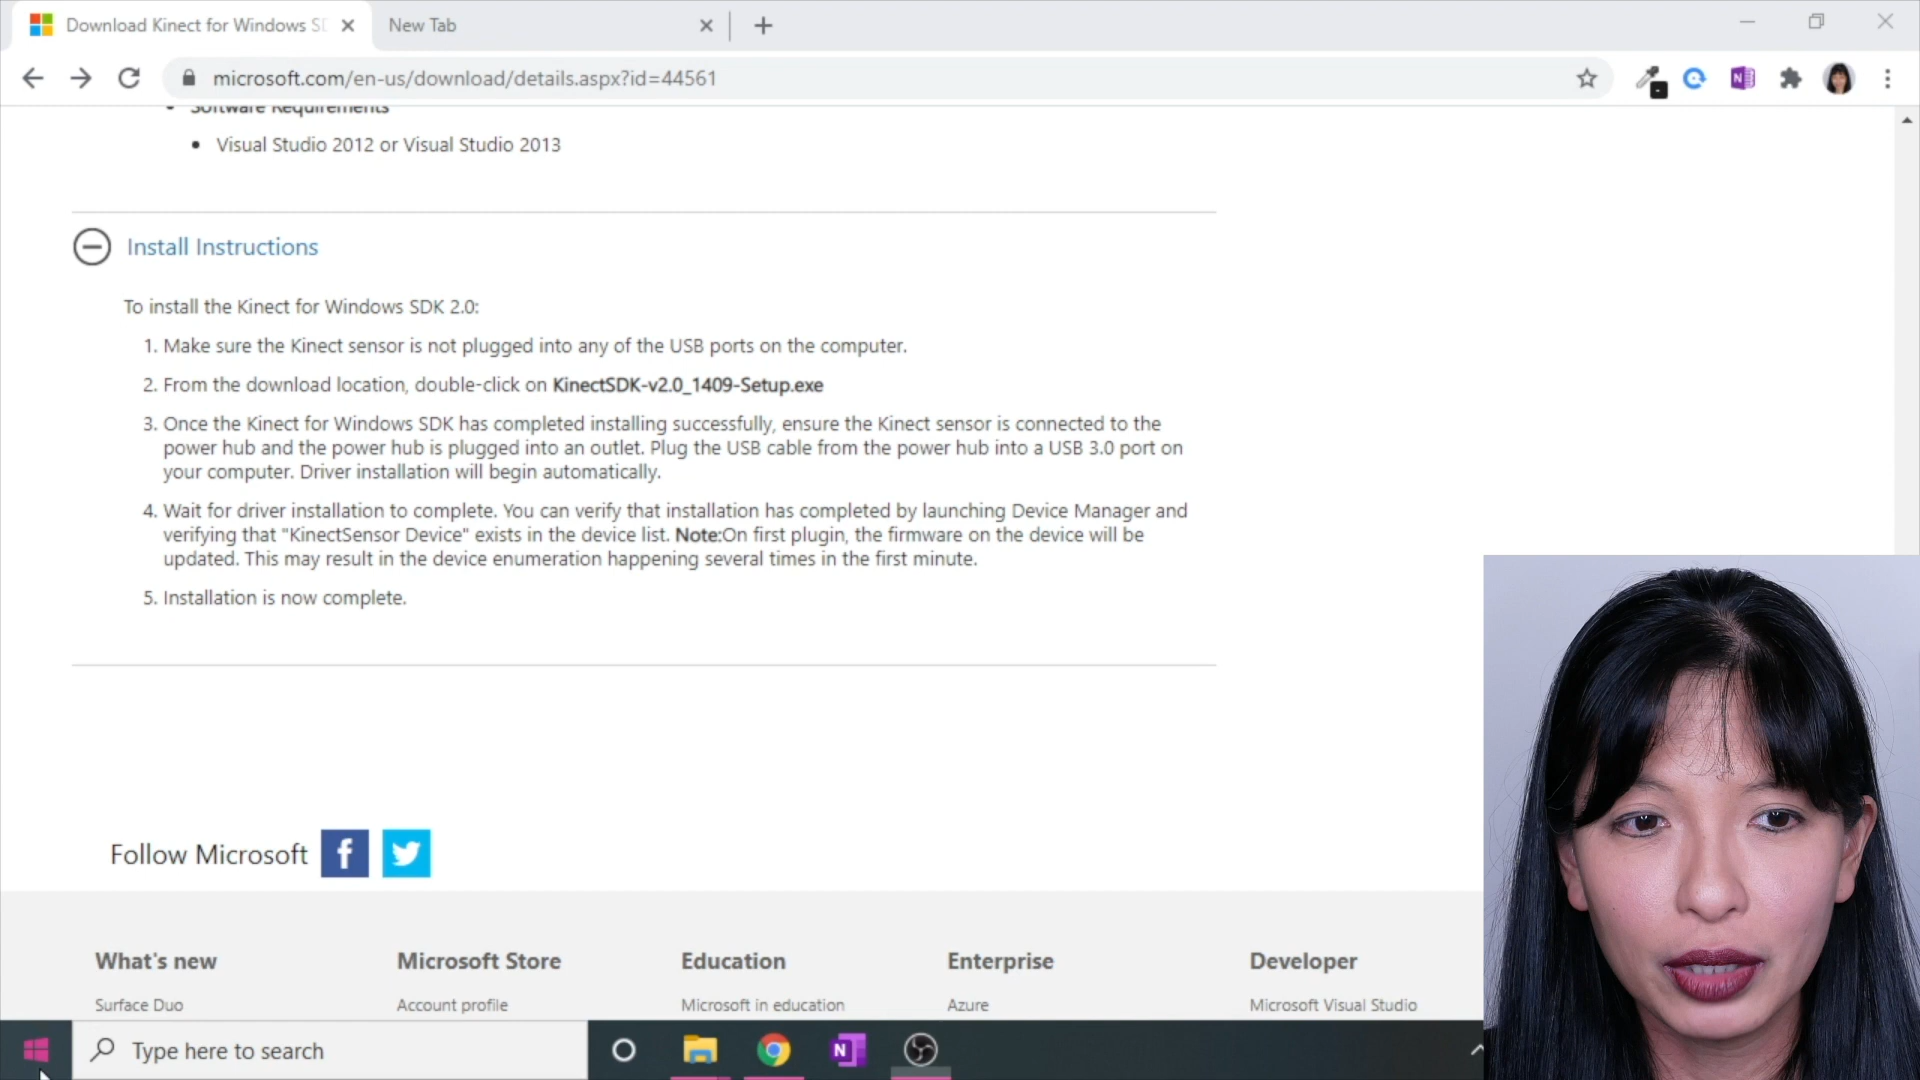 Download Kinect for Windows SD
New Tab
microsoft.com/en-us/download/details.aspx?id=44561
Software Requirements
Visual Studio 2012 or Visual Studio 2013
Install Instructions
To install the Kinect for Windows SDK 2.0:
1. Make sure the Kinect sensor is not plugged into any of the USB ports on the computer.
2. From the download location, double-click on KinectSDK-v2.0_1409-Setup.exe
3. Once the Kinect for Windows SDK has completed installing successfully, ensure the Kinect sensor is connected to the
power hub and the power hub is plugged into an outlet. Plug the USB cable from the power hub into a USB 3.0 port on
your computer. Driver installation will begin automatically.
4. Wait for driver installation to complete. You can verify that installation has completed by launching Device Manager and
verifying that "KinectSensor Device" exists in the device list. Note:On first plugin, the firmware on the device will be
updated. This may result in the device enumeration happening several times in the first minute.
5. Installation is now complete.
Follow Microsoft
What's new Microsoft Store Education Enterprise Developer
Surface Duo Account profile Microsoft in education Azure Microsoft Visual Studio
Type here to search